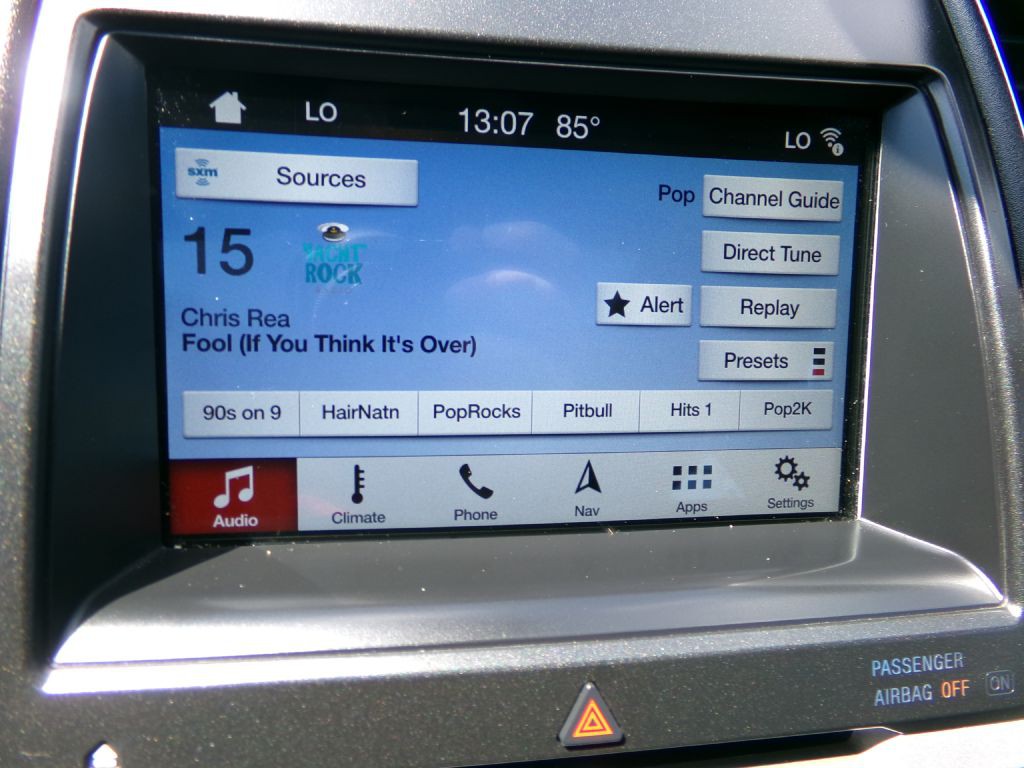 LO 13:07 85° LO
sxm Sources
Pop Channel Guide
15 YACHT ROCK
Direct Tune
Alert Replay
Chris Rea
Fool (If You Think It's Over)
Presets
90s on 9 HairNatn PopRocks Pitbull Hits 1 Pop2K
Audio Climate Phone Nav Apps Settings
PASSENGER
AIRBAG OFF ON